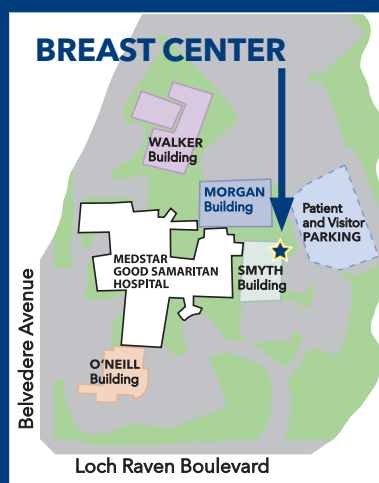 BREAST CENTER
WALKER
Building
MORGAN
Building
Patient
and Visitor
PARKING
MEDSTAR
GOOD SAMARITAN
HOSPITAL
SMYTH
Building
O’NEILL
Building
Belvedere Avenue
Loch Raven Boulevard